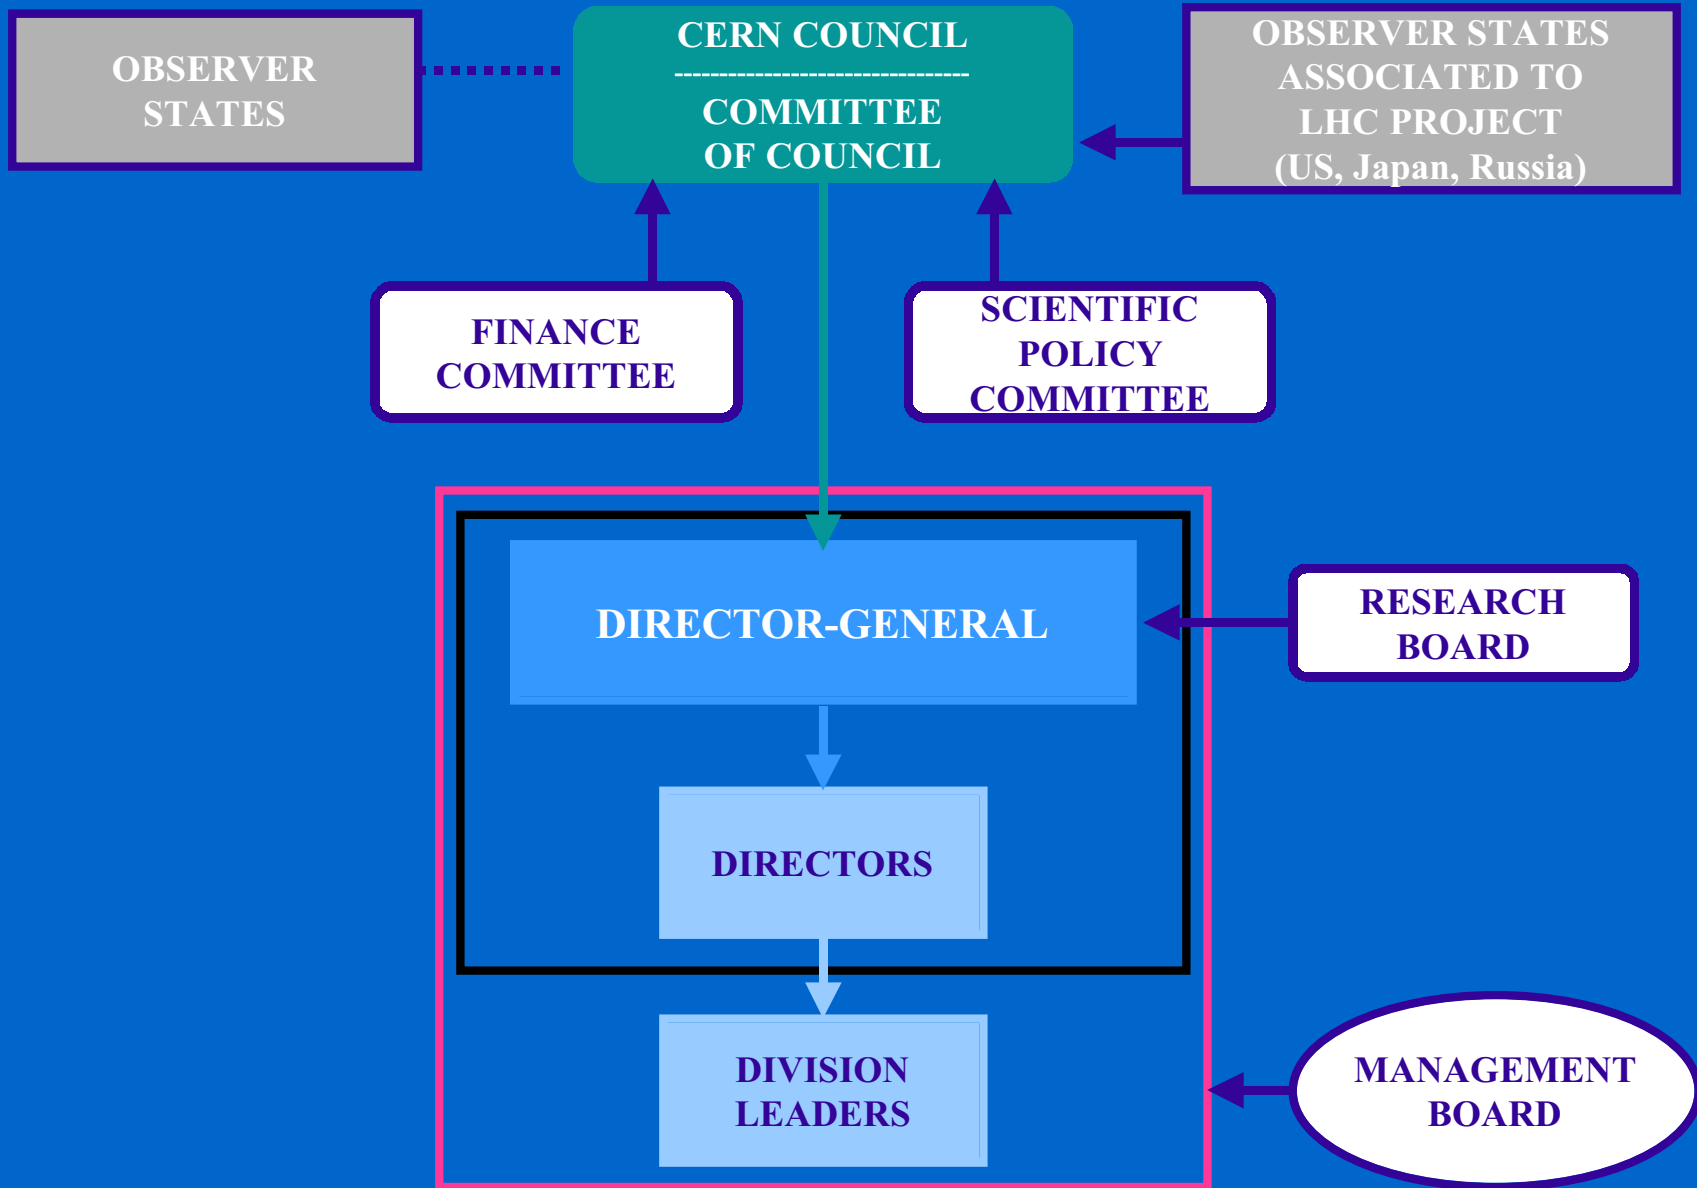 OBSERVER
STATES
CERN COUNCIL
---------------------------------
COMMITTEE
OF COUNCIL
OBSERVER STATES
ASSOCIATED TO
LHC PROJECT
(US, Japan, Russia)
FINANCE
COMMITTEE
SCIENTIFIC
POLICY
COMMITTEE
DIRECTOR-GENERAL
RESEARCH
BOARD
DIRECTORS
DIVISION
LEADERS
MANAGEMENT
BOARD